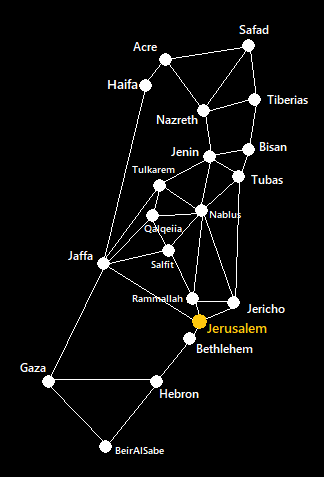 Safad
Acre
Haifa
Tiberias
Nazreth
Bisan
Jenin
Tulkarem
Tubas
Nablus
Qalqeiia
Jaffa
Salfit
Rammallah
Jericho
Jerusalem
Bethlehem
Gaza
Hebron
BeirAlSabe